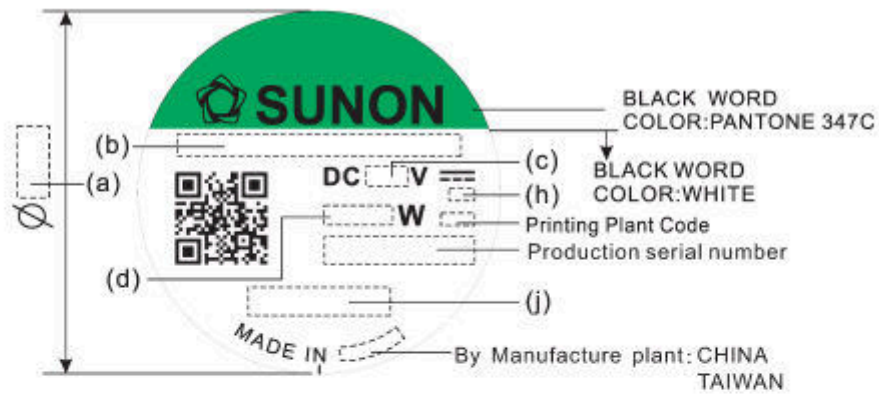 SUNON
BLACK WORD
COLOR:PANTONE 347C
(b)
(a)
Ø
DC V ⎓
(c)
BLACK WORD
COLOR:WHITE
(h)
W
Printing Plant Code
Production serial number
(d)
(j)
MADE IN
By Manufacture plant: CHINA
TAIWAN